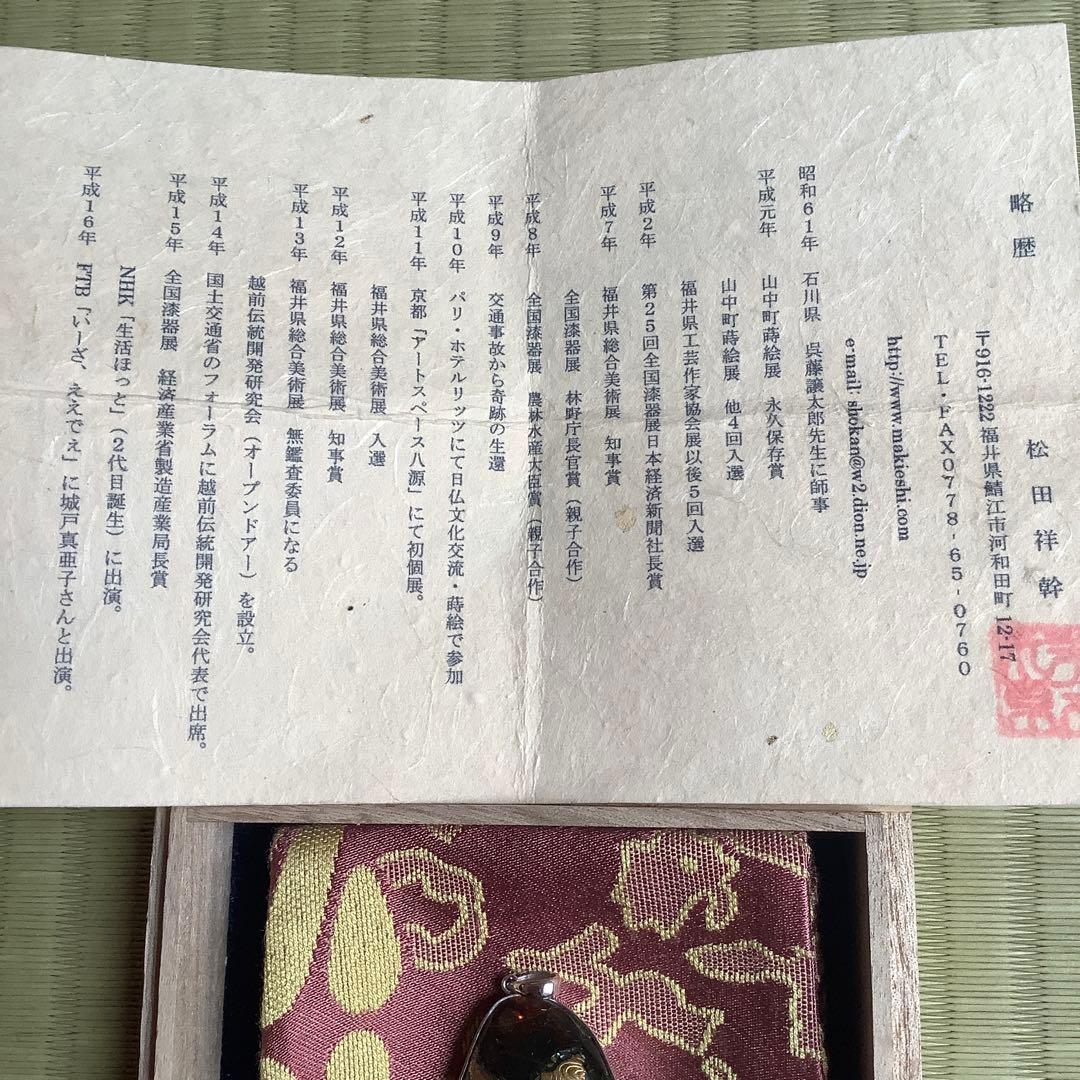 略歴
松田祥幹
〒916-1222 福井県鯖江市河和田町 12-17
TEL・FAX0778-65-0760
http://www.makieshi.com
e-mail: shokan@w2.dion.ne.jp
昭和61年 石川県 呉藤譲太郎先生に師事
平成元年 山中町蒔絵展 永久保存賞
山中町蒔絵展 他4回入選
福井県工芸作家協会展以後5回入選
平成2年 第25回全国漆器展日本経済新聞社長賞
平成7年 福井県総合美術展 知事賞
全国漆器展 林野庁長官賞(親子合作)
平成8年 全国漆器展 農林水産大臣賞(親子合作)
平成9年 交通事故から奇跡の生還
平成10年 パリ・ホテルリッツにて日仏文化交流・蒔絵で参加
平成11年 京都「アートスペース八源」にて初個展。
福井県総合美術展 入選
平成12年 福井県総合美術展 知事賞
平成13年 福井県総合美術展 無鑑査委員になる
越前伝統開発研究会(オープンドアー)を設立。
平成14年 国土交通省のフォーラムに越前伝統開発研究会代表で出席。
平成15年 全国漆器展 経済産業省製造産業局長賞
NHK「生活ほっと」(2代目誕生)に出演。
平成16年 FTB「いーざ、ええでぇ」に城戸真亜子さんと出演。